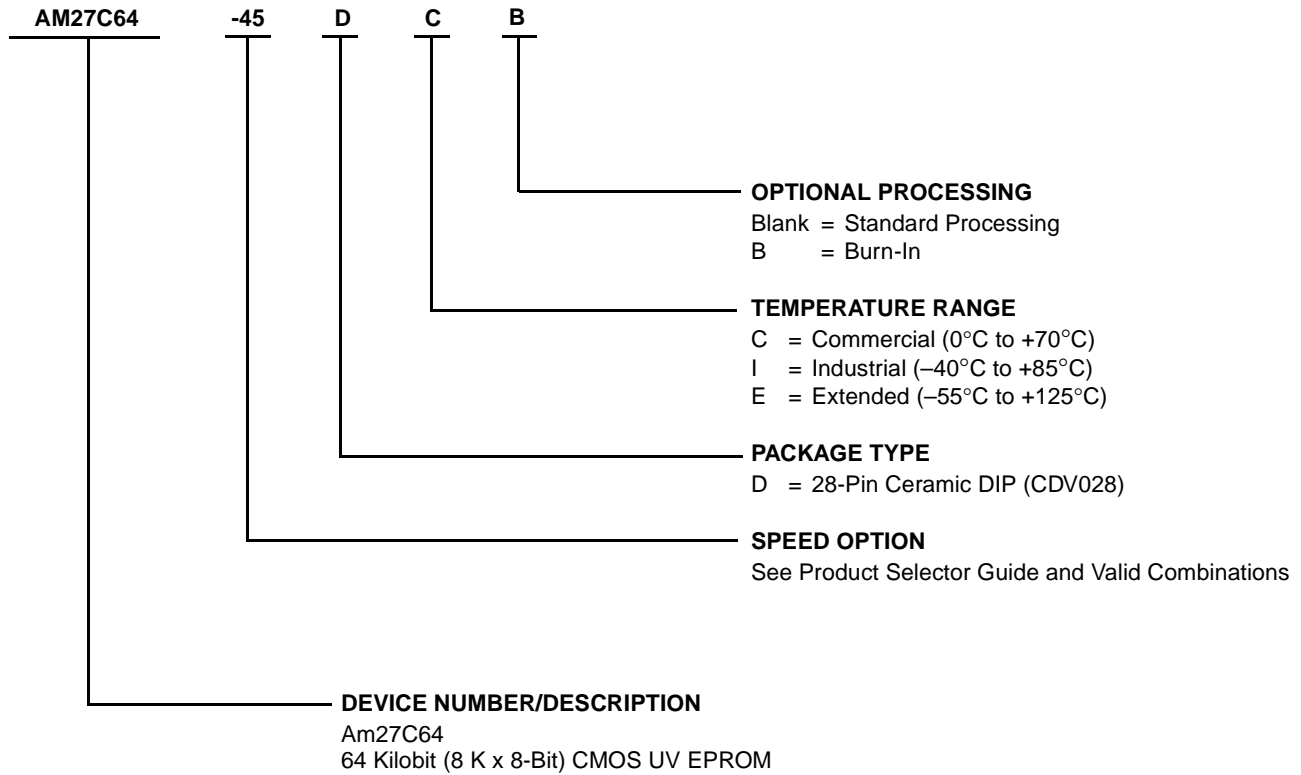 AM27C64 -45 D C B
OPTIONAL PROCESSING
Blank = Standard Processing
B = Burn-In
TEMPERATURE RANGE
C = Commercial (0°C to +70°C)
I = Industrial (–40°C to +85°C)
E = Extended (–55°C to +125°C)
PACKAGE TYPE
D = 28-Pin Ceramic DIP (CDV028)
SPEED OPTION
See Product Selector Guide and Valid Combinations
DEVICE NUMBER/DESCRIPTION
Am27C64
64 Kilobit (8 K x 8-Bit) CMOS UV EPROM